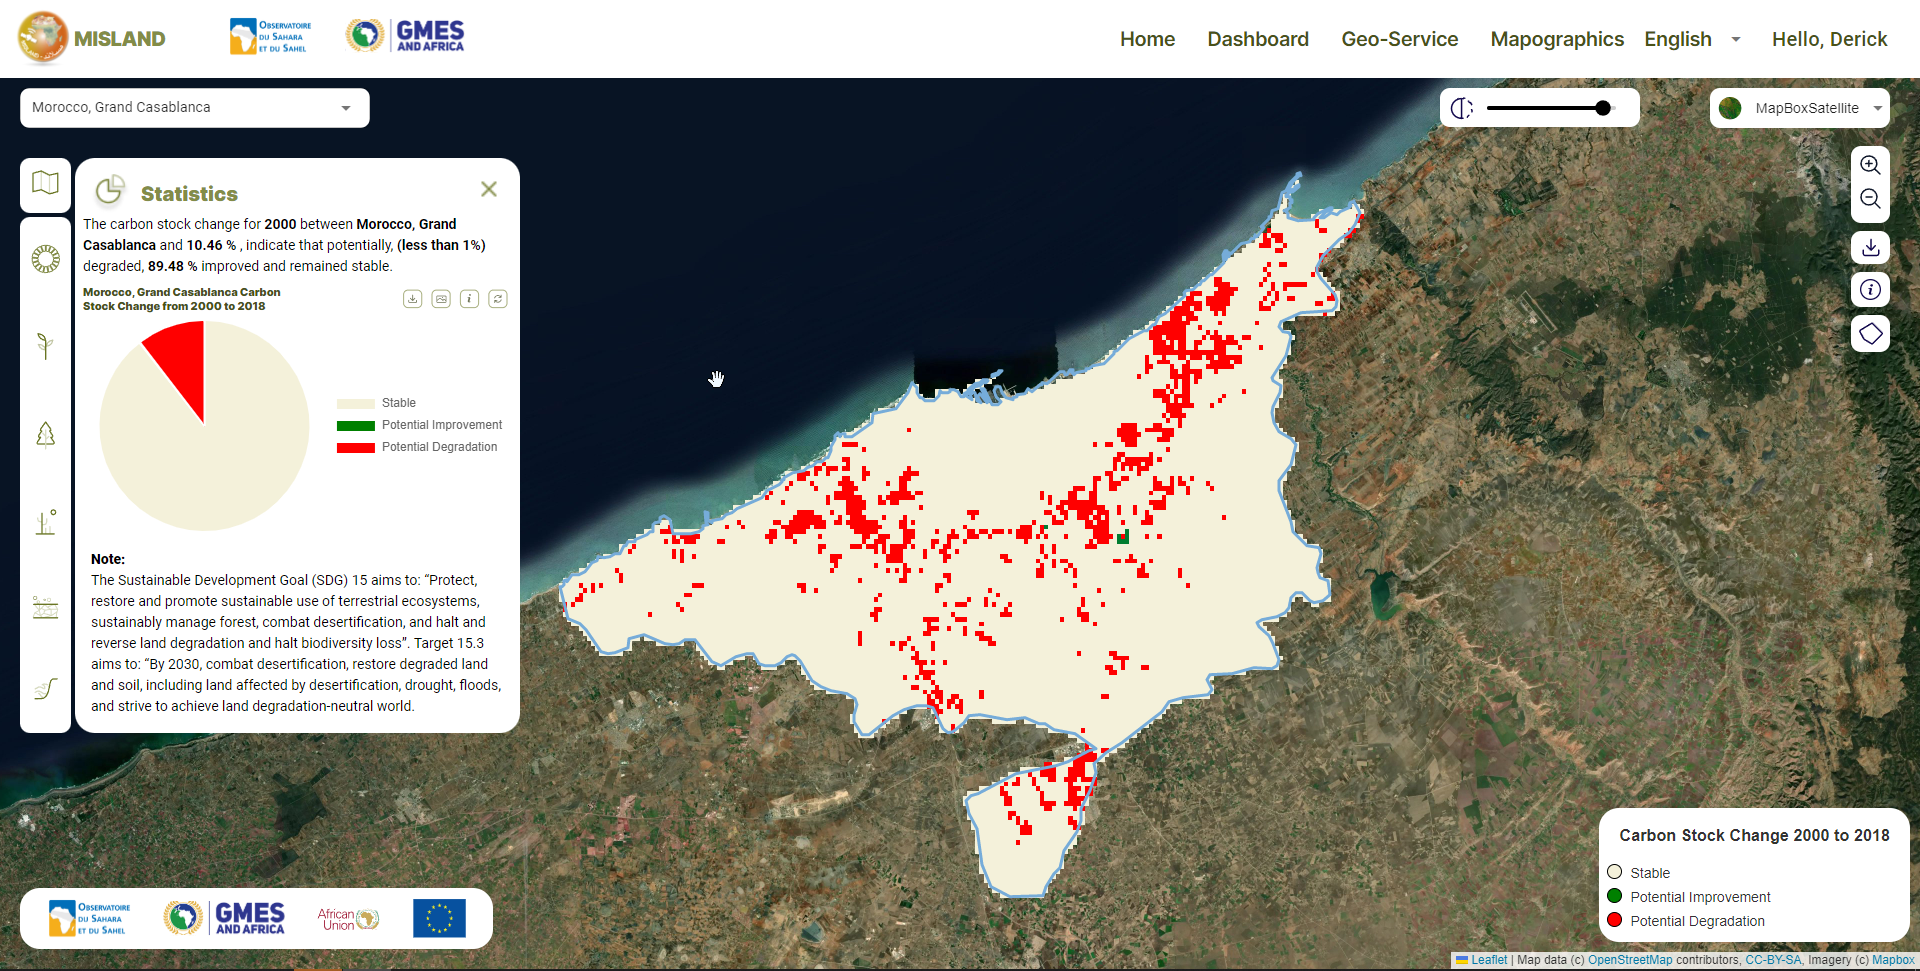 MISLAND
OBSERVATOIRE
DU SAHARA
ET DU SAHEL
GMES
AND AFRICA
Home
Dashboard
Geo-Service
Mapographics
English
Hello, Derick
Morocco, Grand Casablanca
MapBoxSatellite
Statistics
The carbon stock change for 2000 between Morocco, Grand
Casablanca and 10.46 % , indicate that potentially, (less than 1%)
degraded, 89.48 % improved and remained stable.
Morocco, Grand Casablanca Carbon
Stock Change from 2000 to 2018
Stable
Potential Improvement
Potential Degradation
Note:
The Sustainable Development Goal (SDG) 15 aims to: “Protect,
restore and promote sustainable use of terrestrial ecosystems,
sustainably manage forest, combat desertification, and halt and
reverse land degradation and halt biodiversity loss”. Target 15.3
aims to: “By 2030, combat desertification, restore degraded land
and soil, including land affected by desertification, drought, floods,
and strive to achieve land degradation-neutral world.
Carbon Stock Change 2000 to 2018
Stable
Potential Improvement
Potential Degradation
OBSERVATOIRE
DU SAHARA
ET DU SAHEL
GMES
AND AFRICA
African
Union
Leaflet | Map data (c) OpenStreetMap contributors, CC-BY-SA, Imagery (c) Mapbox